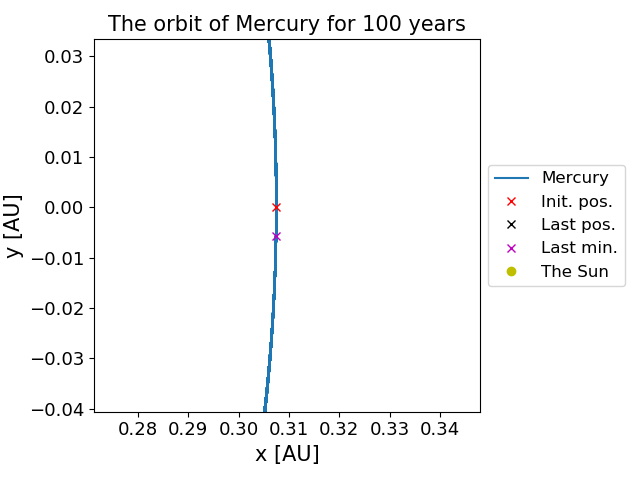 The orbit of Mercury for 100 years
y [AU]
0.03
0.02
0.01
0.00
−0.01
−0.02
−0.03
−0.04
0.28 0.29 0.30 0.31 0.32 0.33 0.34
x [AU]
Mercury
Init. pos.
Last pos.
Last min.
The Sun